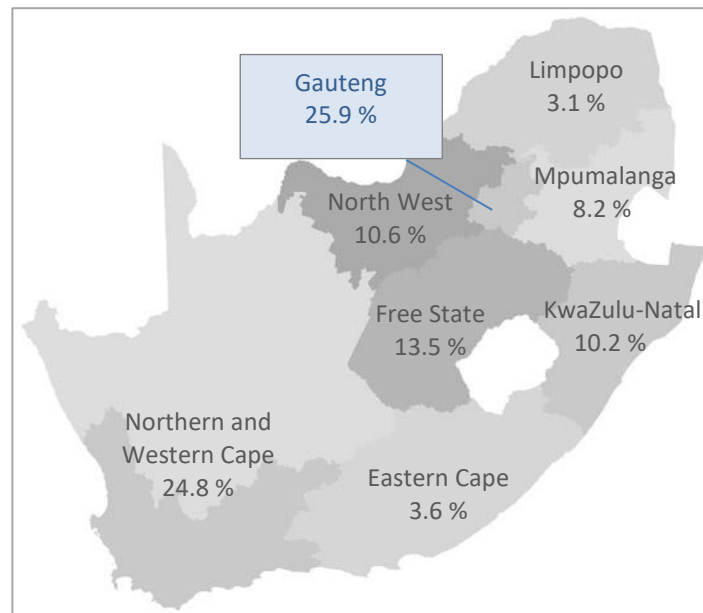 Limpopo
3.1 %
Gauteng
25.9 %
Mpumalanga
8.2 %
North West
10.6 %
Free State
13.5 %
KwaZulu-Natal
10.2 %
Northern and
Western Cape
24.8 %
Eastern Cape
3.6 %